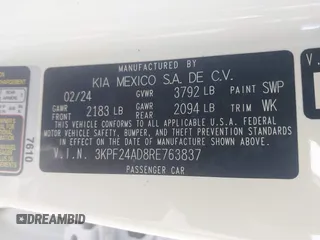 MANUFACTURED BY
KIA MEXICO S.A. DE C.V.
02/24 GVWR 3792 LB PAINT SWP
GAWR FRONT 2183 LB GAWR REAR 2094 LB TRIM WK
THIS VEHICLE CONFORMS TO ALL APPLICABLE U.S. FEDERAL
MOTOR VEHICLE SAFETY, BUMPER, AND THEFT PREVENTION
STANDARDS IN EFFECT ON THE DATE OF MANUFACTURE SHOWN ABOVE.
V.I.N. 3KPF24AD8RE763837
PASSENGER CAR
7610
V.